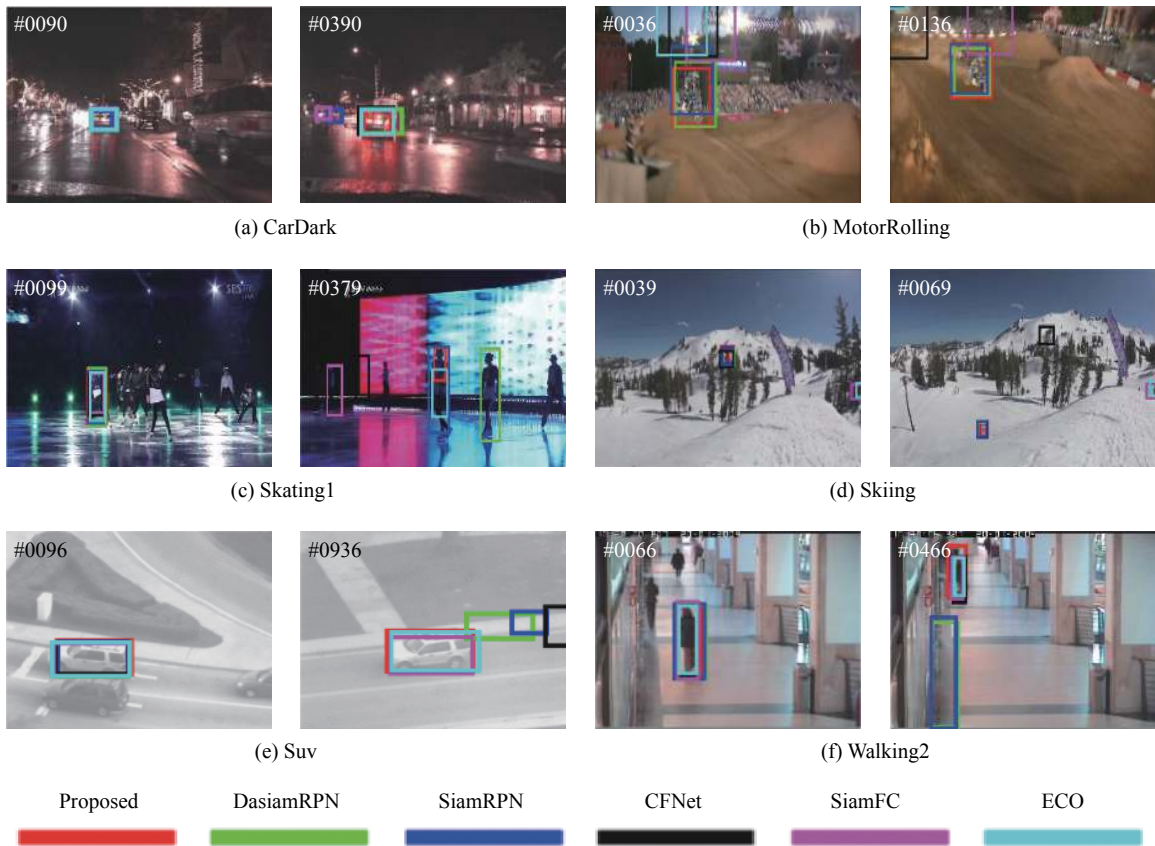 #0090 #0390 #0036 #0136
(a) CarDark (b) MotorRolling
#0099 #0379 #0039 #0069
(c) Skating1 (d) Skiing
#0096 #0936 #0066 #0466
(e) Suv (f) Walking2
Proposed DasiamRPN SiamRPN CFNet SiamFC ECO